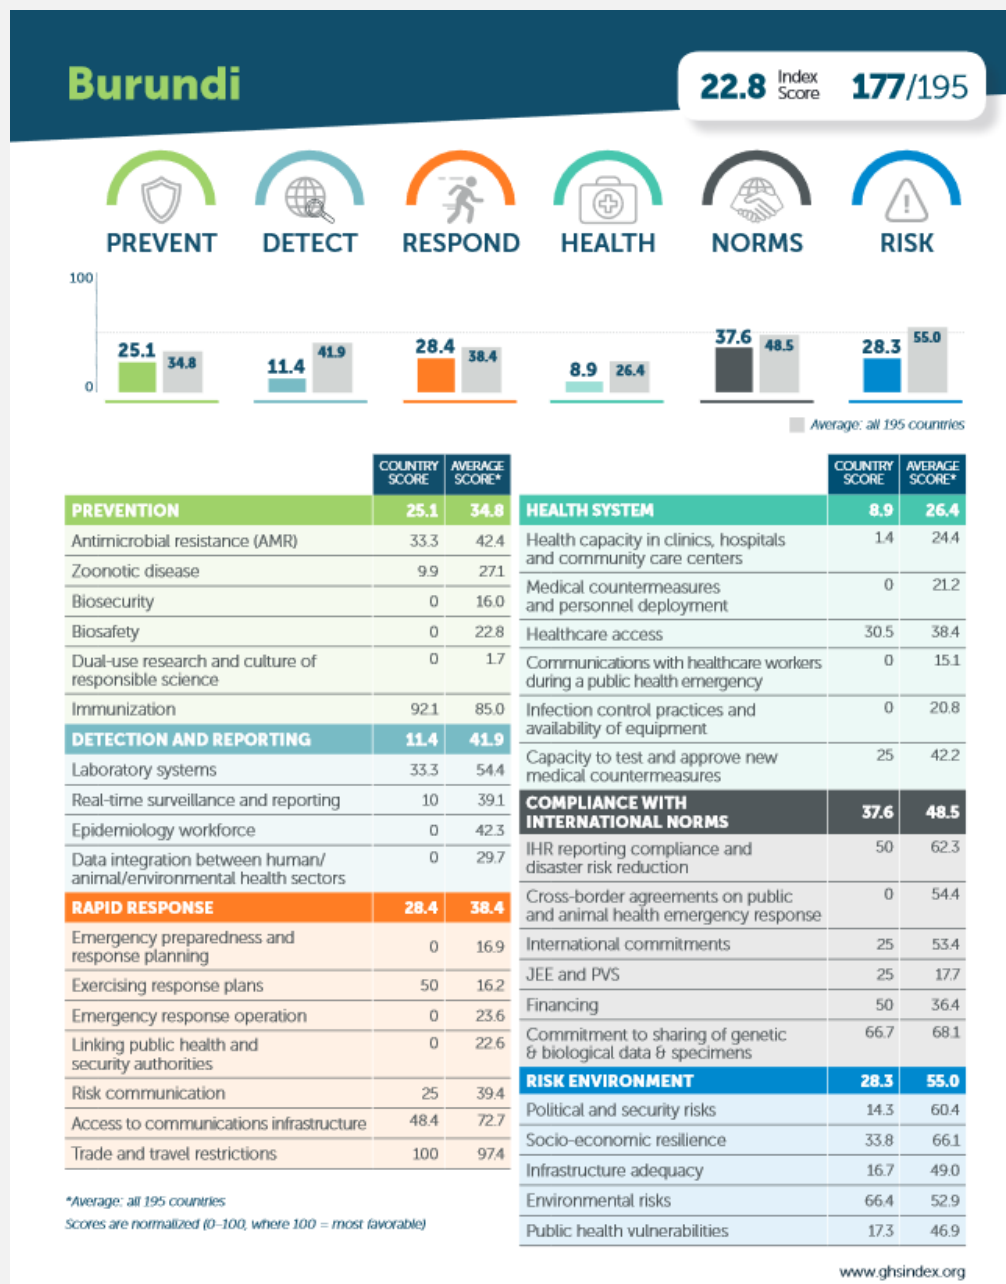 Burundi
22.8 Index Score 177/195
PREVENT DETECT RESPOND HEALTH NORMS RISK
100
0
25.1 34.8 11.4 41.9 28.4 38.4 8.9 26.4 37.6 48.5 28.3 55.0
Average: all 195 countries
COUNTRY SCORE AVERAGE SCORE*
PREVENTION 25.1 34.8
Antimicrobial resistance (AMR) 33.3 42.4
Zoonotic disease 9.9 27.1
Biosecurity 0 16.0
Biosafety 0 22.8
Dual-use research and culture of
responsible science 0 1.7
Immunization 92.1 85.0
DETECTION AND REPORTING 11.4 41.9
Laboratory systems 33.3 54.4
Real-time surveillance and reporting 10 39.1
Epidemiology workforce 0 42.3
Data integration between human/
animal/environmental health sectors 0 29.7
RAPID RESPONSE 28.4 38.4
Emergency preparedness and
response planning 0 16.9
Exercising response plans 50 16.2
Emergency response operation 0 23.6
Linking public health and
security authorities 0 22.6
Risk communication 25 39.4
Access to communications infrastructure 48.4 72.7
Trade and travel restrictions 100 97.4
*Average: all 195 countries
Scores are normalized (0–100, where 100 = most favorable)
COUNTRY SCORE AVERAGE SCORE*
HEALTH SYSTEM 8.9 26.4
Health capacity in clinics, hospitals
and community care centers 1.4 24.4
Medical countermeasures
and personnel deployment 0 21.2
Healthcare access 30.5 38.4
Communications with healthcare workers
during a public health emergency 0 15.1
Infection control practices and
availability of equipment 0 20.8
Capacity to test and approve new
medical countermeasures 25 42.2
COMPLIANCE WITH
INTERNATIONAL NORMS 37.6 48.5
IHR reporting compliance and
disaster risk reduction 50 62.3
Cross-border agreements on public
and animal health emergency response 0 54.4
International commitments 25 53.4
JEE and PVS 25 17.7
Financing 50 36.4
Commitment to sharing of genetic
& biological data & specimens 66.7 68.1
RISK ENVIRONMENT 28.3 55.0
Political and security risks 14.3 60.4
Socio-economic resilience 33.8 66.1
Infrastructure adequacy 16.7 49.0
Environmental risks 66.4 52.9
Public health vulnerabilities 17.3 46.9
www.ghsindex.org